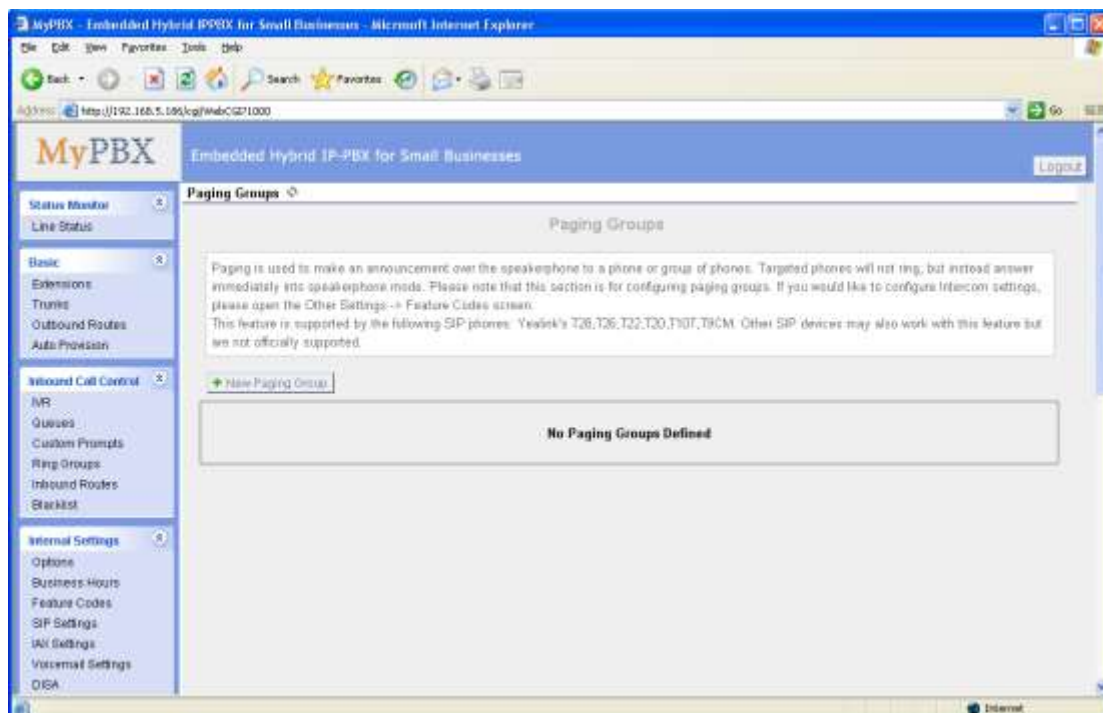 MyPBX - Embedded Hybrid IPPBX for Small Businesses - Microsoft Internet Explorer
File Edit View Favorites Tools Help
Back Search Favorites
Address http://192.168.5.186/cgi/WebCGI?1000 Go
MyPBX Embedded Hybrid IP-PBX for Small Businesses
Logout
Status Monitor
Line Status
Basic
Extensions
Trunks
Outbound Routes
Auto Provision
Inbound Call Control
IVR
Queues
Custom Prompts
Ring Groups
Inbound Routes
Blacklist
Internal Settings
Options
Business Hours
Feature Codes
SIP Settings
IAX Settings
Voicemail Settings
DISA
Paging Groups
Paging Groups
Paging is used to make an announcement over the speakerphone to a phone or group of phones. Targeted phones will not ring, but instead answer
immediately into speakerphone mode. Please note that this section is for configuring paging groups. If you would like to configure Intercom settings,
please open the Other Settings --> Feature Codes screen.
This feature is supported by the following SIP phones: Yealink's T28,T26,T22,T20,T10T,T9CM. Other SIP devices may also work with this feature but
are not officially supported.
New Paging Group
No Paging Groups Defined
Internet